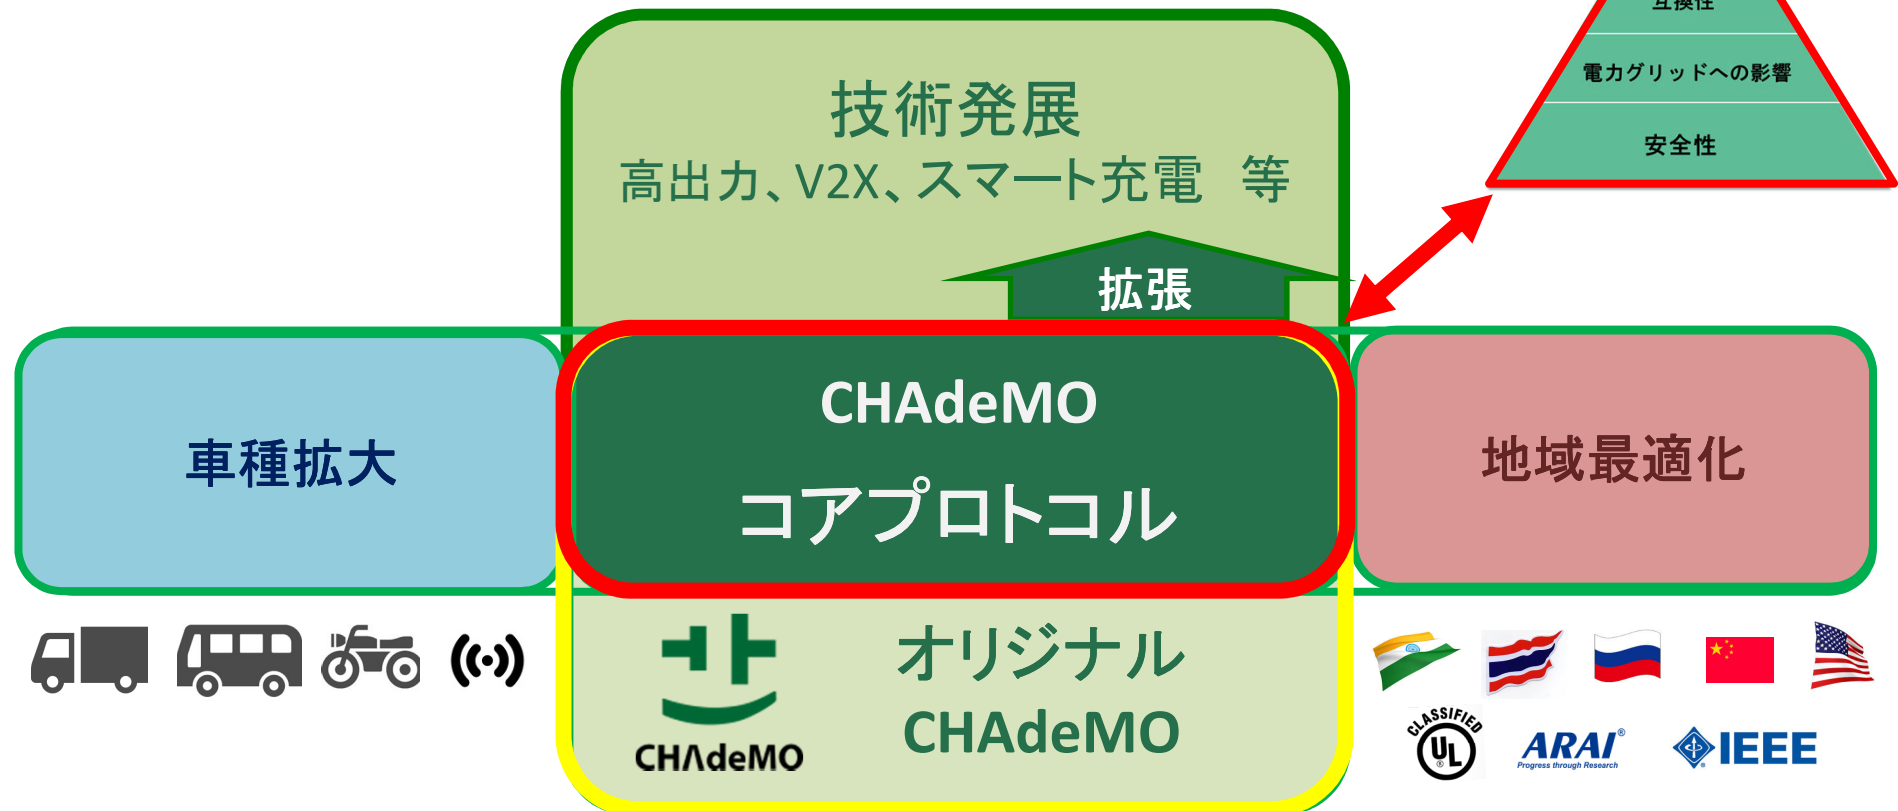 互換性
電力グリッドへの影響
安全性
技術発展
高出力、V2X、スマート充電　等
拡張
車種拡大
CHAdeMO
コアプロトコル
地域最適化
オリジナル
CHAdeMO
CHΛdeMO
CLASSIFIED
UL
®
ARAI®
Progress through Research
IEEE